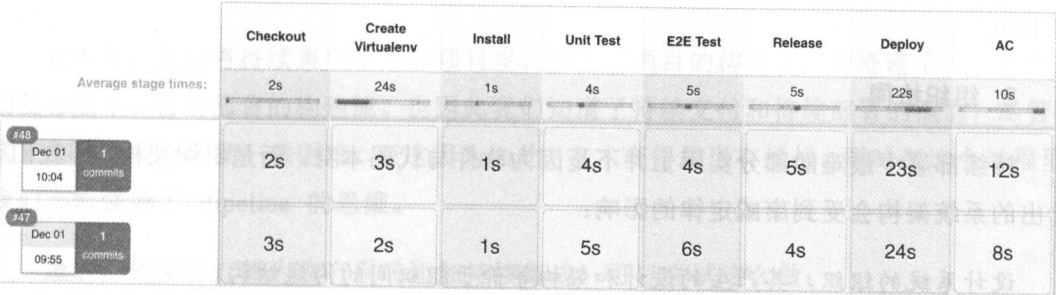 Checkout
Create Virtualenv
Install
Unit Test
E2E Test
Release
Deploy
AC
Average stage times:
2s
24s
1s
4s
5s
5s
22s
10s
#48
Dec 01
10:04
1
commits
2s
3s
1s
4s
4s
5s
23s
12s
#47
Dec 01
09:55
1
commits
3s
2s
1s
5s
6s
4s
24s
8s